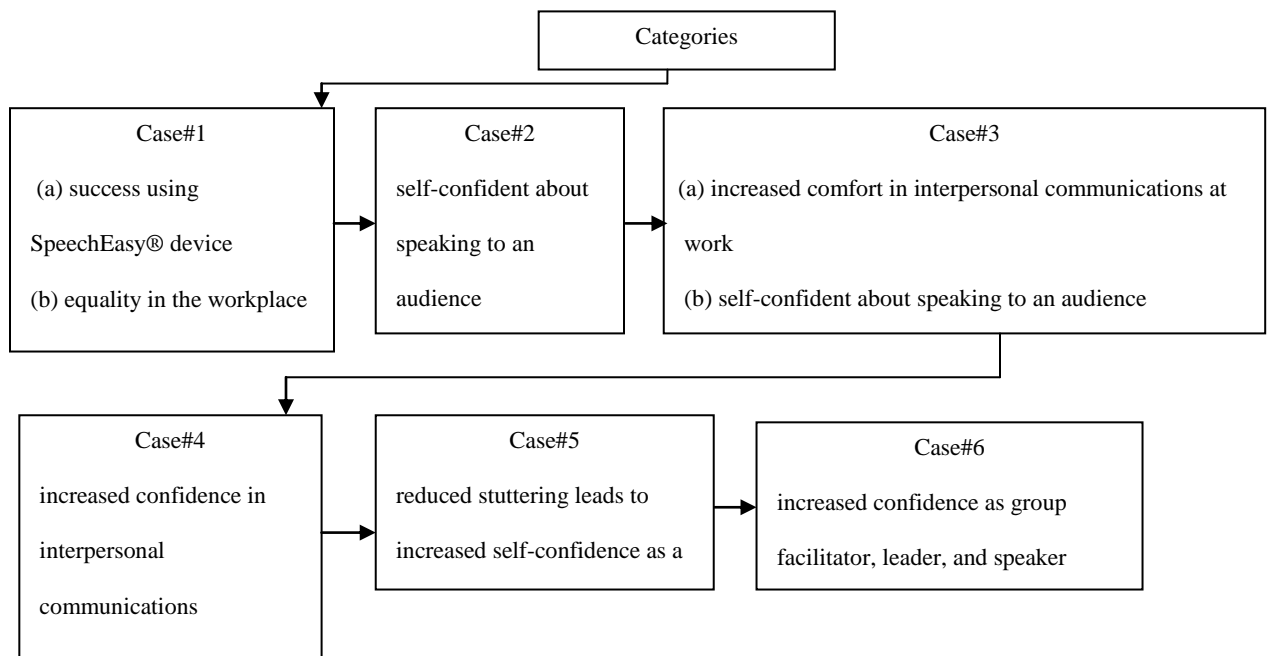 Categories
Case#1
(a) success using
SpeechEasy® device
(b) equality in the workplace
Case#2
self-confident about
speaking to an
audience
Case#3
(a) increased comfort in interpersonal communications at
work
(b) self-confident about speaking to an audience
Case#4
increased confidence in
interpersonal
communications
Case#5
reduced stuttering leads to
increased self-confidence as a
Case#6
increased confidence as group
facilitator, leader, and speaker